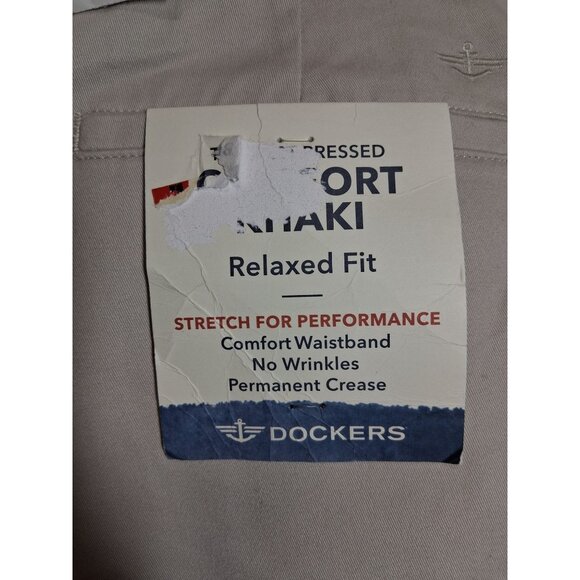 PRESSED
KHAKI
Relaxed Fit
STRETCH FOR PERFORMANCE
Comfort Waistband
No Wrinkles
Permanent Crease
DOCKERS